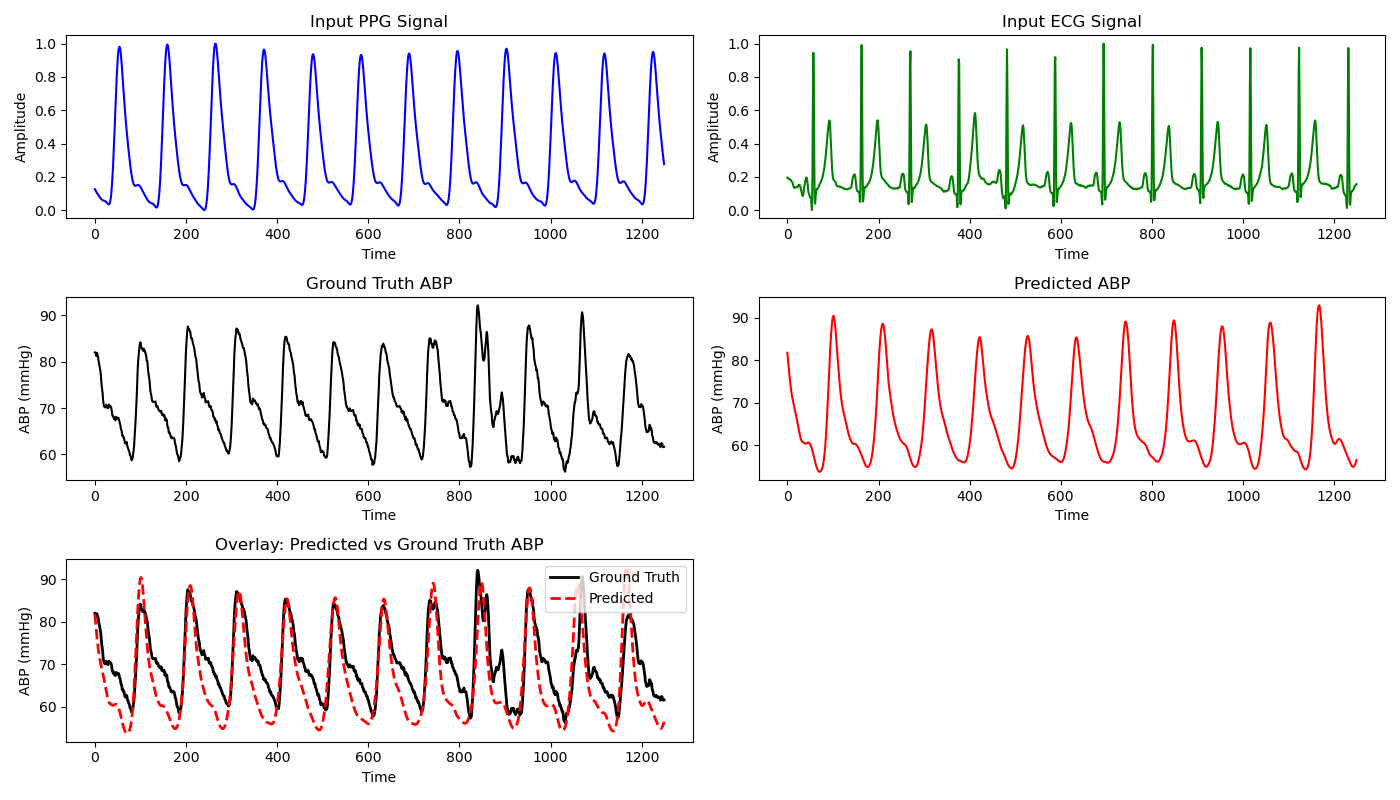 Input PPG Signal
Amplitude
1.0
0.8
0.6
0.4
0.2
0.0
0 200 400 600 800 1000 1200
Time
Input ECG Signal
Amplitude
1.0
0.8
0.6
0.4
0.2
0.0
0 200 400 600 800 1000 1200
Time
Ground Truth ABP
ABP (mmHg)
90
80
70
60
0 200 400 600 800 1000 1200
Time
Predicted ABP
ABP (mmHg)
90
80
70
60
0 200 400 600 800 1000 1200
Time
Overlay: Predicted vs Ground Truth ABP
ABP (mmHg)
90
80
70
60
Ground Truth
Predicted
0 200 400 600 800 1000 1200
Time